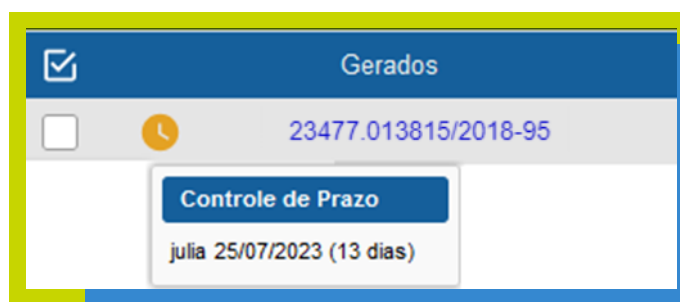 Gerados
23477.013815/2018-95
Controle de Prazo
julia 25/07/2023 (13 dias)